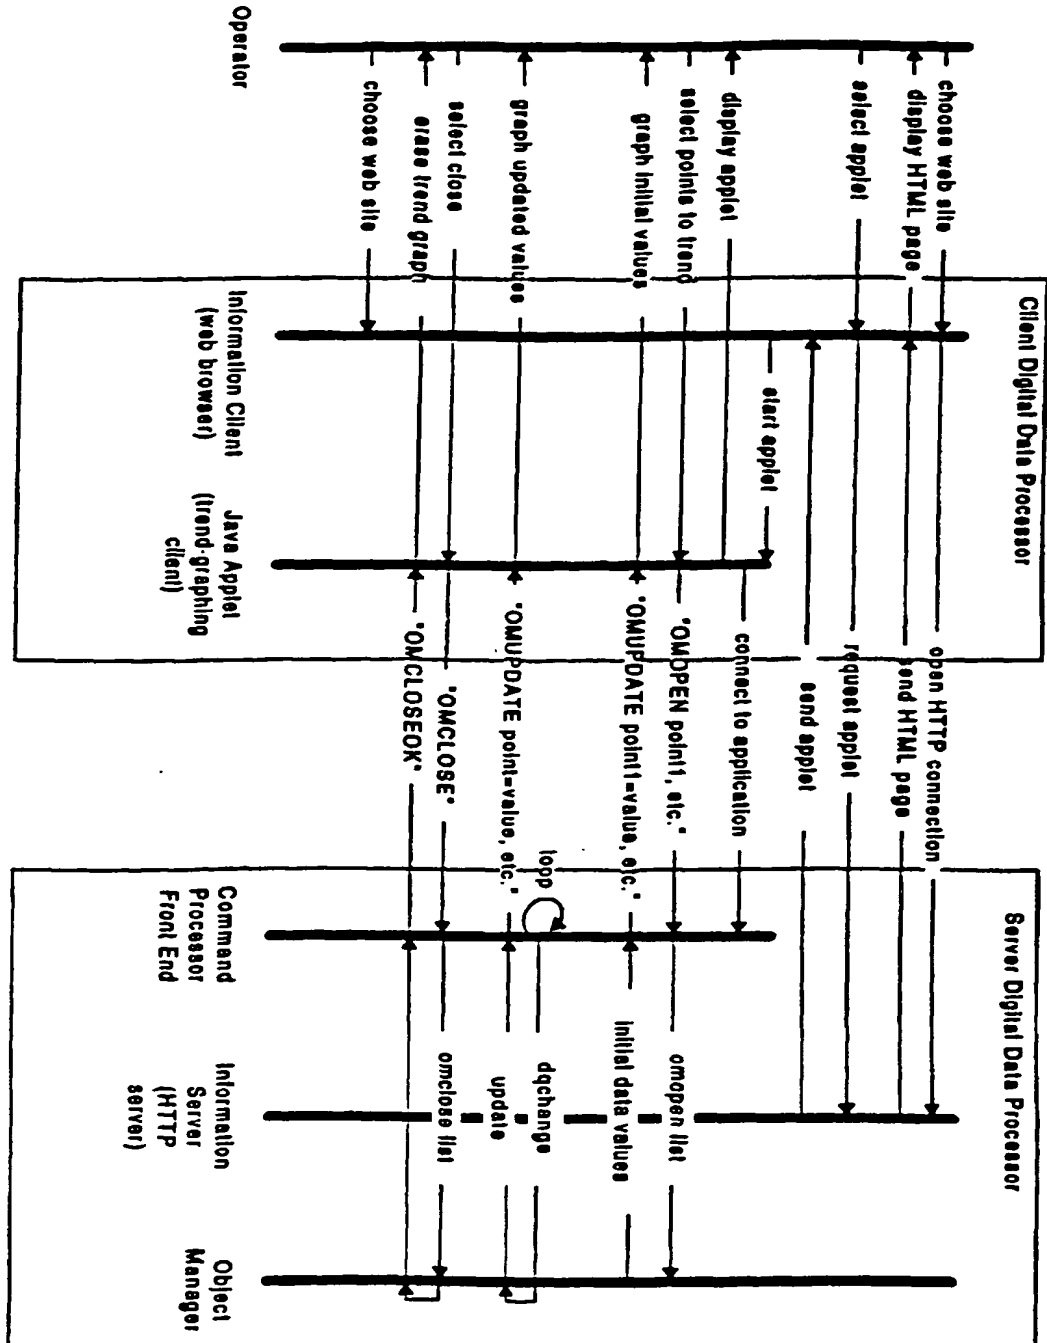 Operator
Client Digital Data Processor
Information Client
(web browser)
Java Applet
(trend-graphing
client)
Server Digital Data Processor
Command
Processor
Front End
Information
Server
(HTTP
server)
Object
Manager
choose web site
open HTTP connection
display HTML page
send HTML page
select applet
request applet
send applet
start applet
connect to application
display applet
select points to trend
"OMOPEN point1, etc."
omopen list
graph initial values
"OMUPDATE point1=value, etc."
initial data values
loop
dqchange
graph updated values
"OMUPDATE point=value, etc."
update
select close
"OMCLOSE"
omclose list
erase trend graph
"OMCLOSEOK"
choose web site